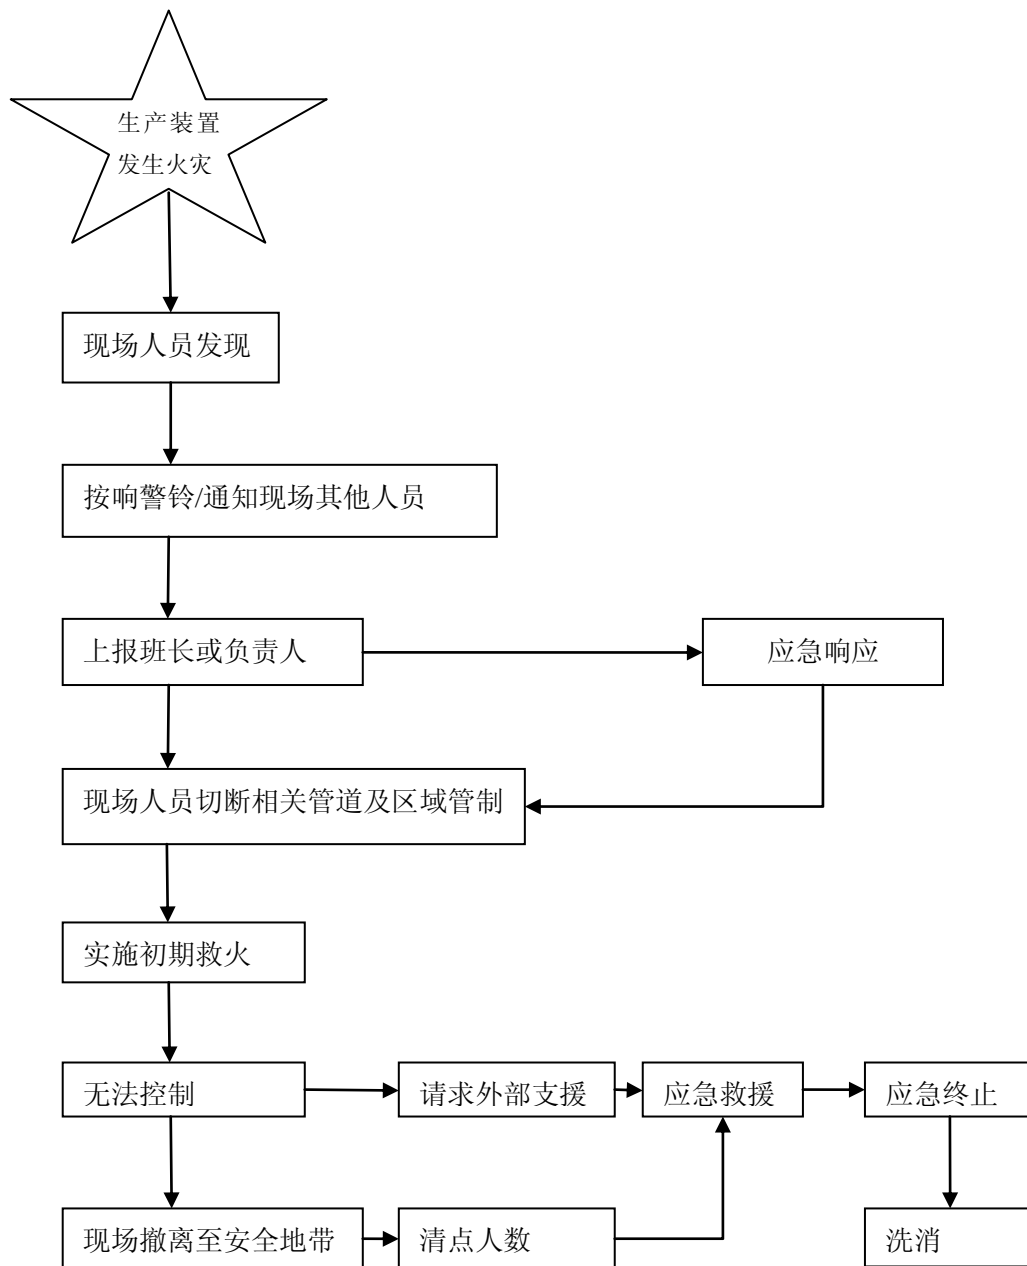 生产装置
发生火灾
现场人员发现
按响警铃/通知现场其他人员
上报班长或负责人
应急响应
现场人员切断相关管道及区域管制
实施初期救火
无法控制
请求外部支援
应急救援
应急终止
现场撤离至安全地带
清点人数
洗消